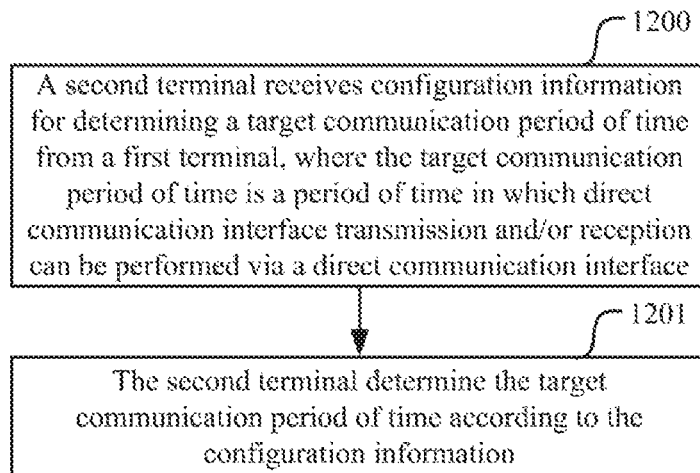 1200
A second terminal receives configuration information
for determining a target communication period of time
from a first terminal, where the target communication
period of time is a period of time in which direct
communication interface transmission and/or reception
can be performed via a direct communication interface
1201
The second terminal determine the target
communication period of time according to the
configuration information